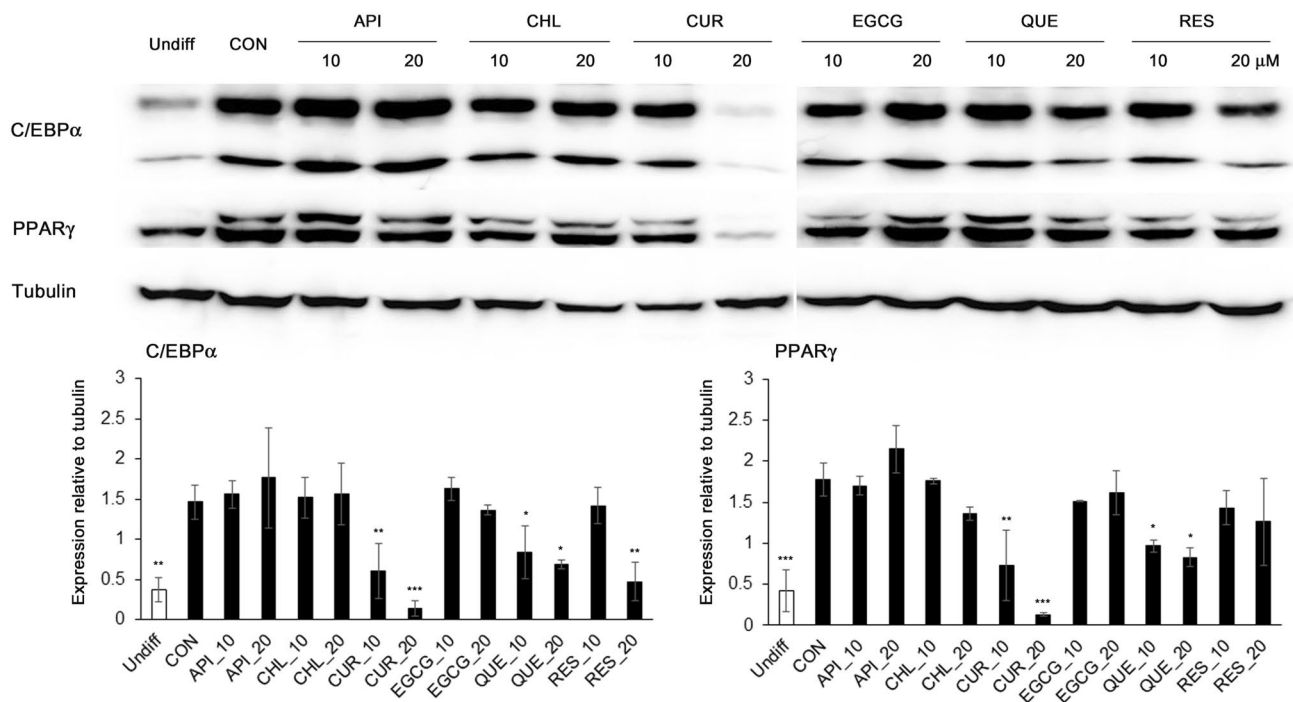 API CHL CUR EGCG QUE RES
Undiff CON 10 20 10 20 10 20 10 20 10 20 10 20 μM
C/EBPα
PPARγ
Tubulin
C/EBPα
Expression relative to tubulin
3
2.5
2
1.5
1
0.5
0
** ** *** * * **
Undiff CON API_10 API_20 CHL_10 CHL_20 CUR_10 CUR_20 EGCG_10 EGCG_20 QUE_10 QUE_20 RES_10 RES_20
PPARγ
Expression relative to tubulin
3
2.5
2
1.5
1
0.5
0
*** ** *** * *
Undiff CON API_10 API_20 CHL_10 CHL_20 CUR_10 CUR_20 EGCG_10 EGCG_20 QUE_10 QUE_20 RES_10 RES_20